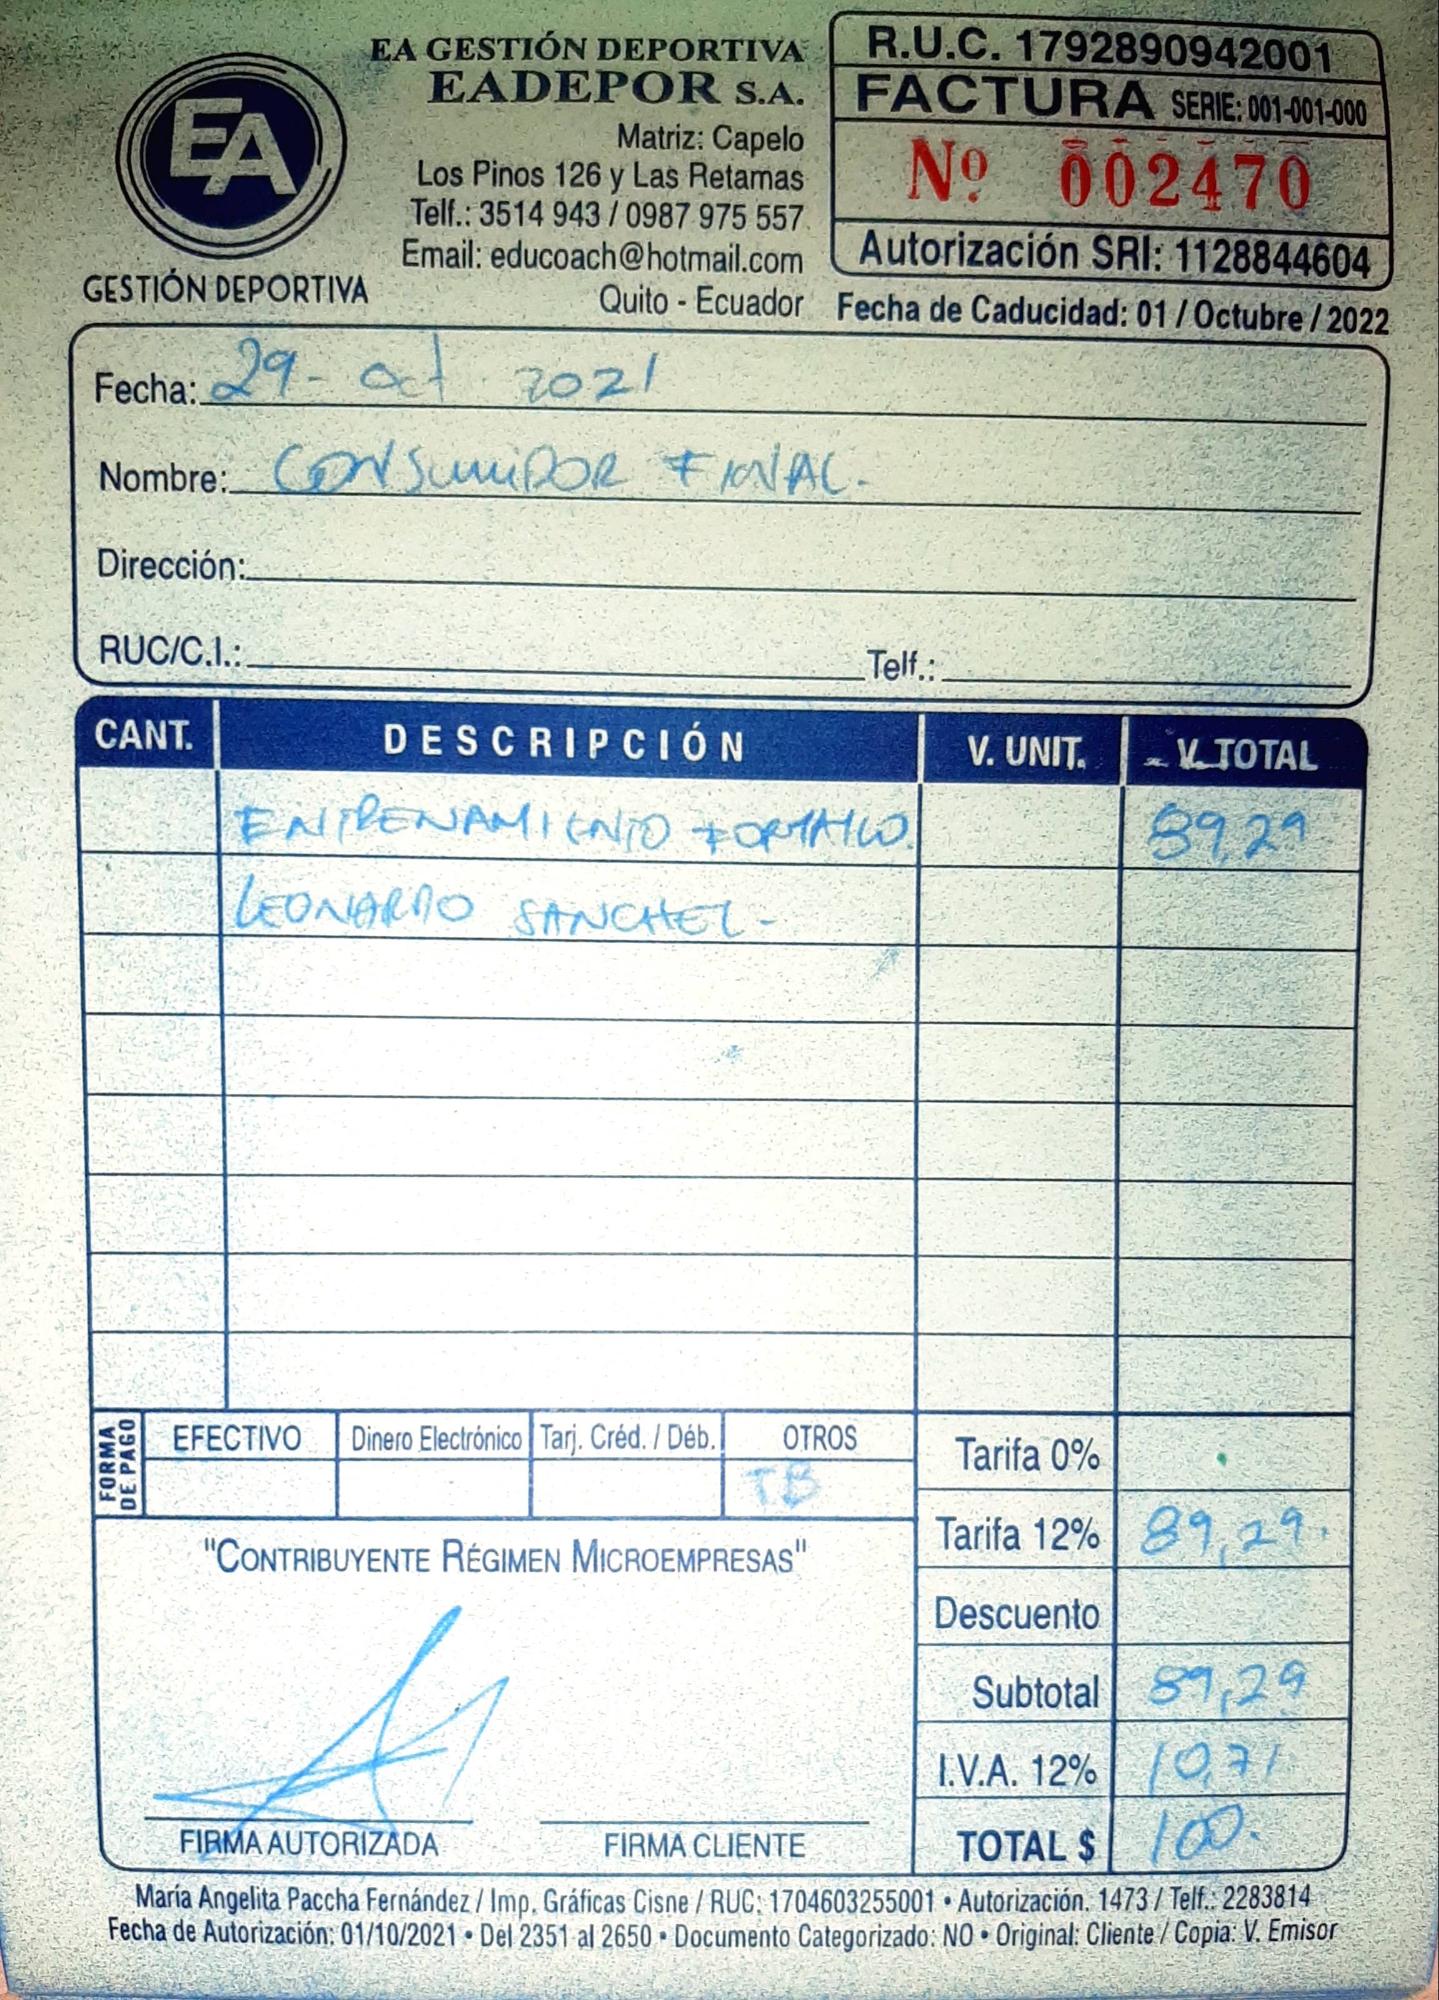 EA GESTIÓN DEPORTIVA
EADEPOR S.A.
Matriz: Capelo
Los Pinos 126 y Las Retamas
Telf.: 3514 943 / 0987 975 557
Email: educoach@hotmail.com
Quito - Ecuador
EA
GESTIÓN DEPORTIVA
R.U.C. 1792890942001
FACTURA SERIE: 001-001-000
Nº 002470
Autorización SRI: 1128844604
Fecha de Caducidad: 01 / Octubre / 2022
Fecha: 29 - oct . 2021
Nombre: CONSUMIDOR FINAL.
Dirección:
RUC/C.I.: Telf.:
CANT. DESCRIPCIÓN V. UNIT. V. TOTAL
ENTRENAMIENTO 89,29
LEONARDO SANCHEZ -
FORMA DE PAGO
EFECTIVO Dinero Electrónico Tarj. Créd. / Déb. OTROS
TB
Tarifa 0%
Tarifa 12% 89,29.
Descuento
Subtotal 89,29
I.V.A. 12% 10,71
TOTAL $ 100.
"CONTRIBUYENTE RÉGIMEN MICROEMPRESAS"
FIRMA AUTORIZADA FIRMA CLIENTE
María Angelita Paccha Fernández / Imp. Gráficas Cisne / RUC: 1704603255001 • Autorización. 1473 / Telf.: 2283814
Fecha de Autorización: 01/10/2021 • Del 2351 al 2650 • Documento Categorizado: NO • Original: Cliente / Copia: V. Emisor